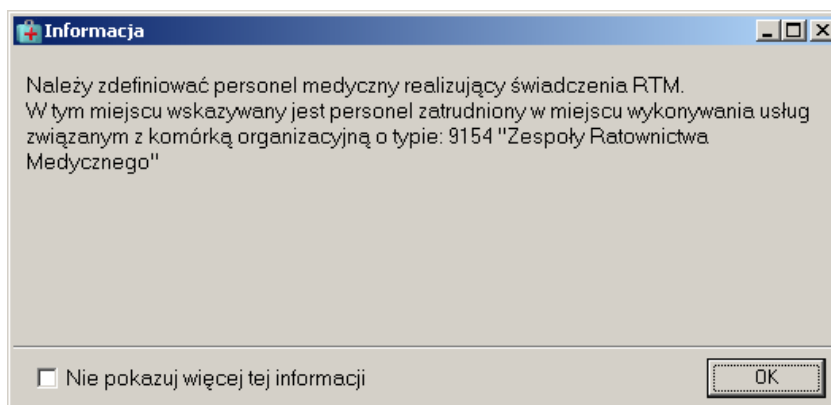 Informacja
Należy zdefiniować personel medyczny realizujący świadczenia RTM.
W tym miejscu wskazywany jest personel zatrudniony w miejscu wykonywania usług
związanym z komórką organizacyjną o typie: 9154 "Zespoły Ratownictwa
Medycznego"
Nie pokazuj więcej tej informacji
OK